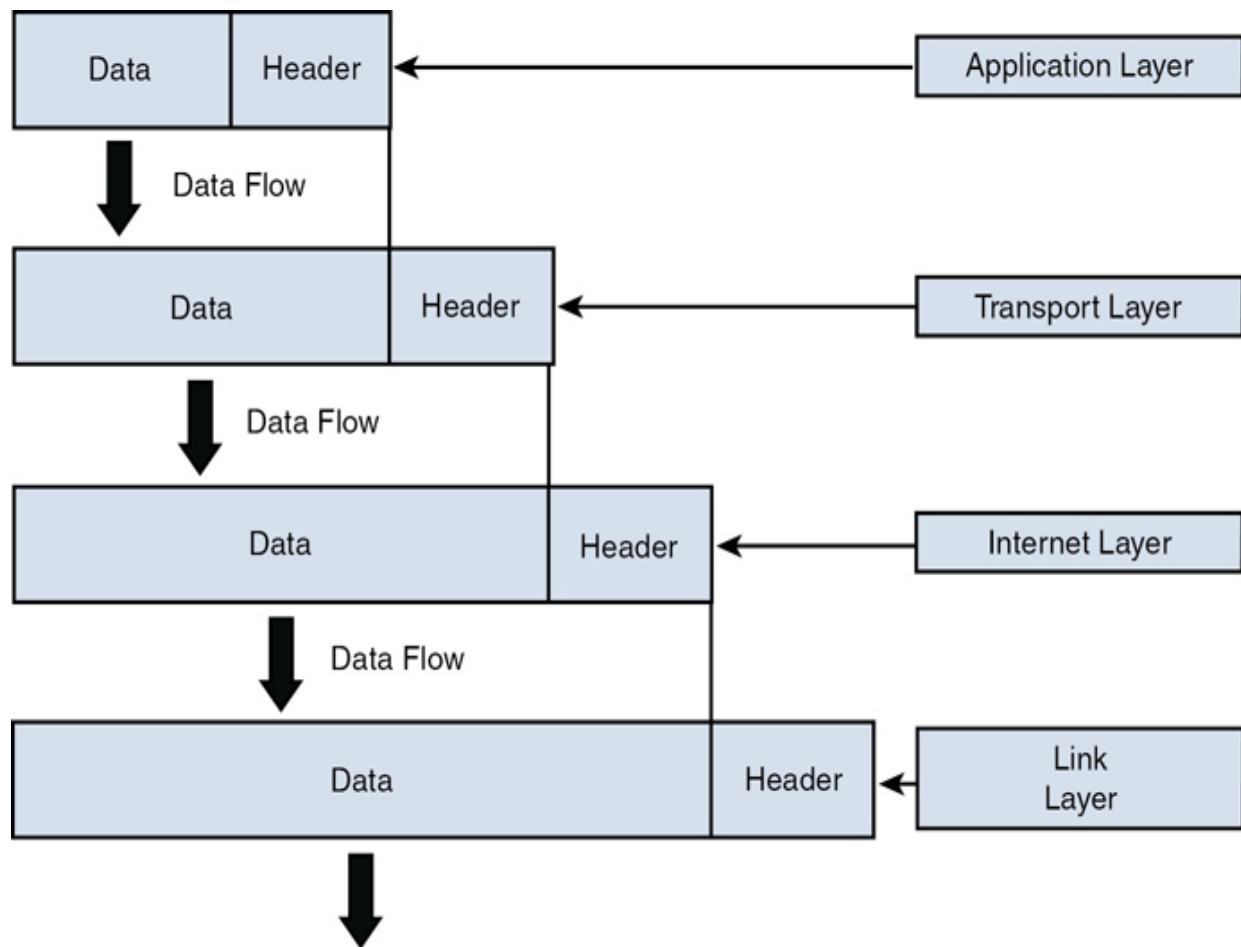 Data
Header
Application Layer
Data Flow
Data
Header
Transport Layer
Data Flow
Data
Header
Internet Layer
Data Flow
Data
Header
Link
Layer